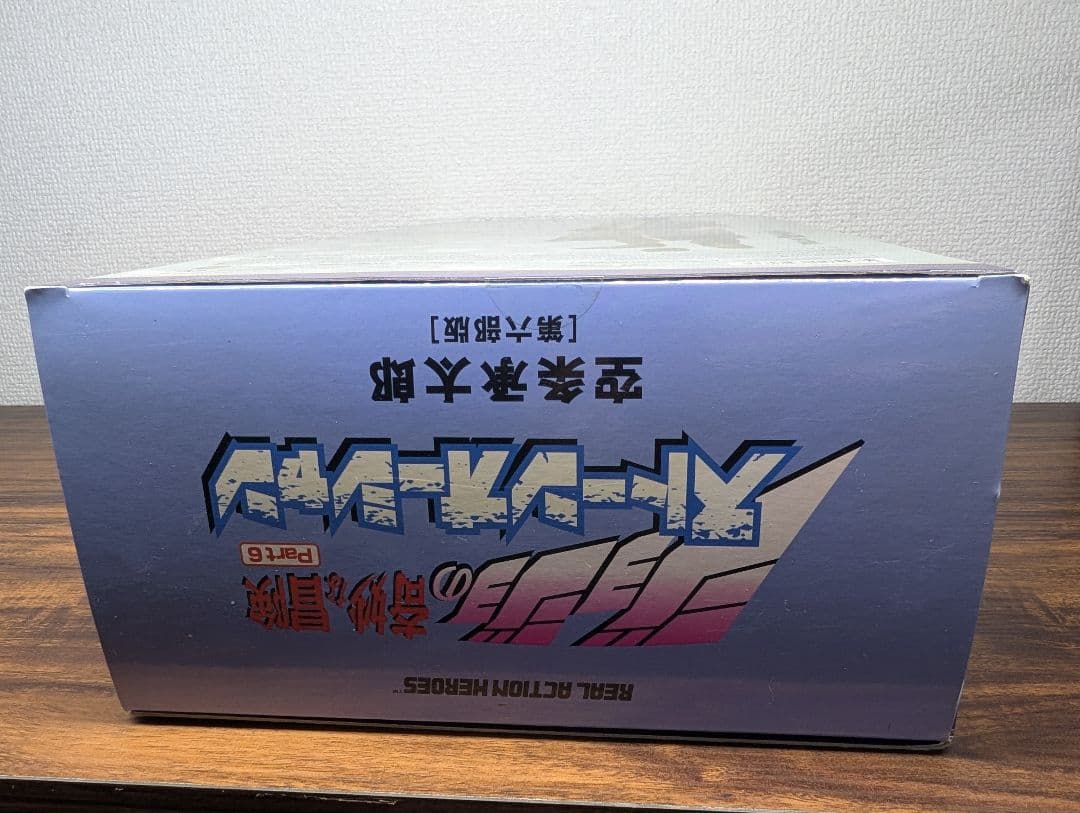 REAL ACTION HEROES™
ジョジョの
奇妙な冒険
Part6
ストーンオーシャン
空条承太郎
[第六部版]